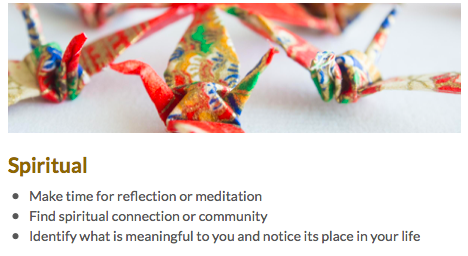 Spiritual
Make time for reflection or meditation
Find spiritual connection or community
Identify what is meaningful to you and notice its place in your life